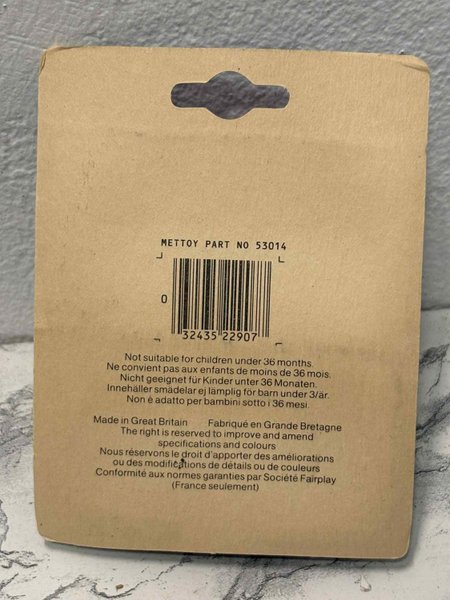 METTOY PART NO 53014
0
32435 22907
Not suitable for children under 36 months.
Ne convient pas aux enfants de moins de 36 mois.
Nicht geeignet für Kinder unter 36 Monaten.
Innehåller smådelar ej lämplig for barn under 3/år.
Non è adatto per bambini sotto i 36 mesi.
Made in Great Britain Fabriqué en Grande Bretagne
The right is reserved to improve and amend
specifications and colours
Nous réservons le droit d'apporter des améliorations
ou des modifications de détails ou de couleurs
Conformité aux normes garanties par Société Fairplay
(France seulement)